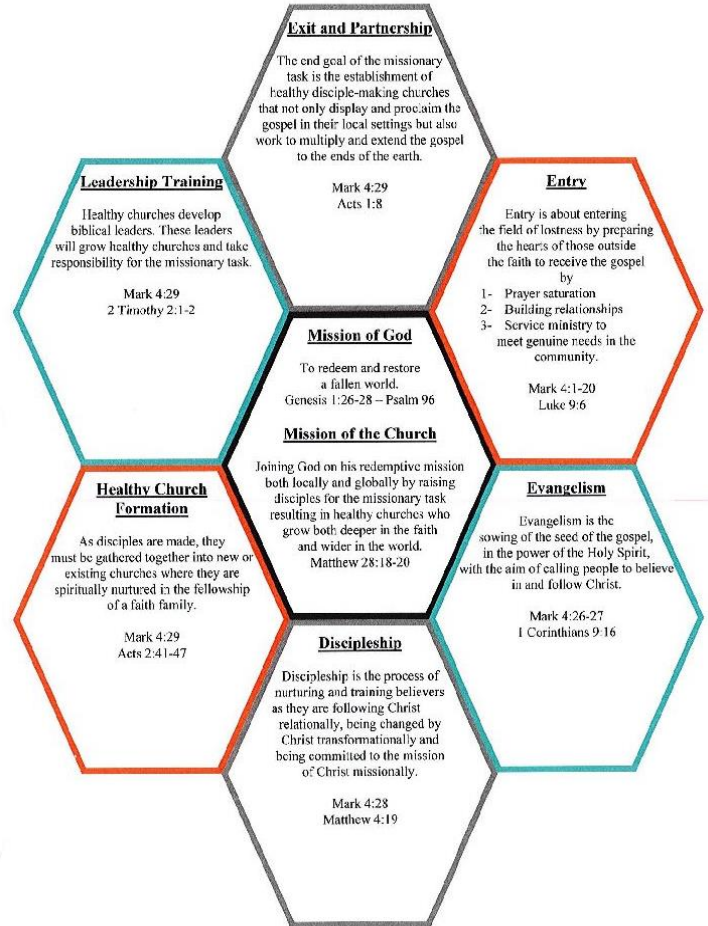 Exit and Partnership
The end goal of the missionary
task is the establishment of
healthy disciple-making churches
that not only display and proclaim the
gospel in their local settings but also
work to multiply and extend the gospel
to the ends of the earth.
Mark 4:29
Acts 1:8
Entry
Entry is about entering
the field of lostness by preparing
the hearts of those outside
the faith to receive the gospel
by
1- Prayer saturation
2- Building relationships
3- Service ministry to
meet genuine needs in the
community.
Mark 4:1-20
Luke 9:6
Evangelism
Evangelism is the
sowing of the seed of the gospel,
in the power of the Holy Spirit,
with the aim of calling people to believe
in and follow Christ.
Mark 4:26-27
1 Corinthians 9:16
Discipleship
Discipleship is the process of
nurturing and training believers
as they are following Christ
relationally, being changed by
Christ transformationally and
being committed to the mission
of Christ missionally.
Mark 4:28
Matthew 4:19
Healthy Church
Formation
As disciples are made, they
must be gathered together into new or
existing churches where they are
spiritually nurtured in the fellowship
of a faith family.
Mark 4:29
Acts 2:41-47
Leadership Training
Healthy churches develop
biblical leaders. These leaders
will grow healthy churches and take
responsibility for the missionary task.
Mark 4:29
2 Timothy 2:1-2
Mission of God
To redeem and restore
a fallen world.
Genesis 1:26-28 – Psalm 96
Mission of the Church
Joining God on his redemptive mission
both locally and globally by raising
disciples for the missionary task
resulting in healthy churches who
grow both deeper in the faith
and wider in the world.
Matthew 28:18-20